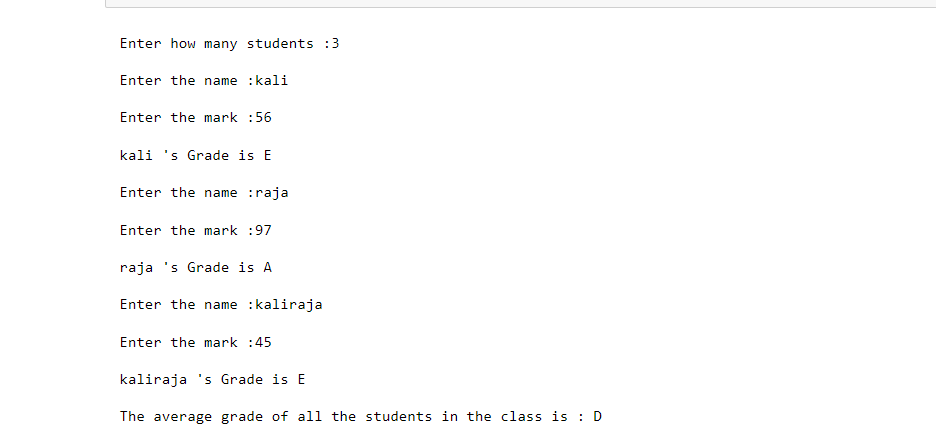 Enter how many students :3
Enter the name :kali
Enter the mark :56
kali 's Grade is E
Enter the name :raja
Enter the mark :97
raja 's Grade is A
Enter the name :kaliraja
Enter the mark :45
kaliraja 's Grade is E
The average grade of all the students in the class is : D